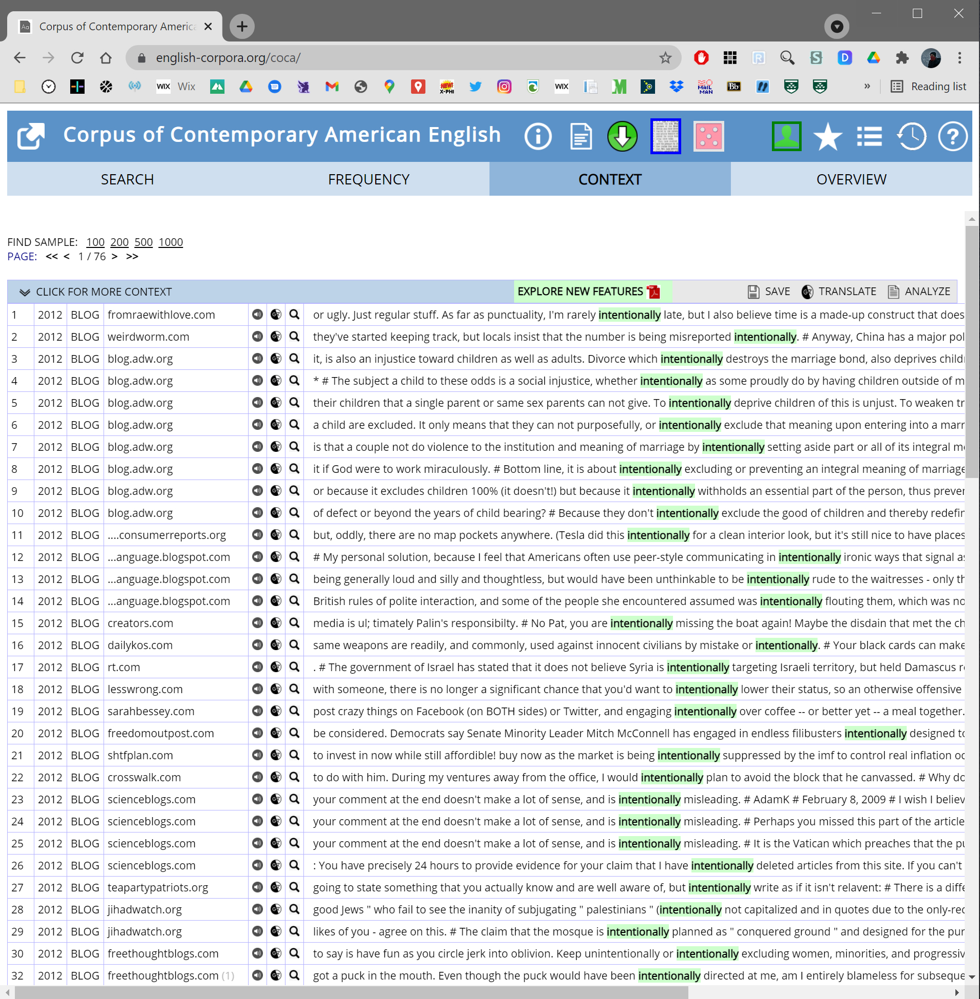 Corpus of Contemporary America
english-corpora.org/coca/
WIX Wix NEW! X-PHI WIX MAIL MAN Bb » Reading list
Corpus of Contemporary American English
SEARCH FREQUENCY CONTEXT OVERVIEW
FIND SAMPLE: 100 200 500 1000
PAGE: << < 1 / 76 > >>
CLICK FOR MORE CONTEXT EXPLORE NEW FEATURES SAVE TRANSLATE ANALYZE
1 2012 BLOG fromraewithlove.com or ugly. Just regular stuff. As far as punctuality, I'm rarely intentionally late, but I also believe time is a made-up construct that does
2 2012 BLOG weirdworm.com they've started keeping track, but locals insist that the number is being misreported intentionally. # Anyway, China has a major pol
3 2012 BLOG blog.adw.org it, is also an injustice toward children as well as adults. Divorce which intentionally destroys the marriage bond, also deprives child
4 2012 BLOG blog.adw.org * # The subject a child to these odds is a social injustice, whether intentionally as some proudly do by having children outside of m
5 2012 BLOG blog.adw.org their children that a single parent or same sex parents can not give. To intentionally deprive children of this is unjust. To weaken tr
6 2012 BLOG blog.adw.org a child are excluded. It only means that they can not purposefully, or intentionally exclude that meaning upon entering into a marr
7 2012 BLOG blog.adw.org is that a couple not do violence to the institution and meaning of marriage by intentionally setting aside part or all of its integral m
8 2012 BLOG blog.adw.org it if God were to work miraculously. # Bottom line, it is about intentionally excluding or preventing an integral meaning of marriage
9 2012 BLOG blog.adw.org or because it excludes children 100% (it doesn't!) but because it intentionally withholds an essential part of the person, thus prever
10 2012 BLOG blog.adw.org of defect or beyond the years of child bearing? # Because they don't intentionally exclude the good of children and thereby redefir
11 2012 BLOG ....consumerreports.org but, oddly, there are no map pockets anywhere. (Tesla did this intentionally for a clean interior look, but it's still nice to have places
12 2012 BLOG ...anguage.blogspot.com # My personal solution, because I feel that Americans often use peer-style communicating in intentionally ironic ways that signal as
13 2012 BLOG ...anguage.blogspot.com being generally loud and silly and thoughtless, but would have been unthinkable to be intentionally rude to the waitresses - only th
14 2012 BLOG ...anguage.blogspot.com British rules of polite interaction, and some of the people she encountered assumed was intentionally flouting them, which was no
15 2012 BLOG creators.com media is ul; timately Palin's responsibilty. # No Pat, you are intentionally missing the boat again! Maybe the disdain that met the ch
16 2012 BLOG dailykos.com same weapons are readily, and commonly, used against innocent civilians by mistake or intentionally. # Your black cards can make
17 2012 BLOG rt.com . # The government of Israel has stated that it does not believe Syria is intentionally targeting Israeli territory, but held Damascus r
18 2012 BLOG lesswrong.com with someone, there is no longer a significant chance that you'd want to intentionally lower their status, so an otherwise offensive
19 2012 BLOG sarahbessey.com post crazy things on Facebook (on BOTH sides) or Twitter, and engaging intentionally over coffee -- or better yet -- a meal together.
20 2012 BLOG freedomoutpost.com be considered. Democrats say Senate Minority Leader Mitch McConnell has engaged in endless filibusters intentionally designed to
21 2012 BLOG shtfplan.com to invest in now while still affordible! buy now as the market is being intentionally suppressed by the imf to control real inflation oc
22 2012 BLOG crosswalk.com to do with him. During my ventures away from the office, I would intentionally plan to avoid the block that he canvassed. # Why do
23 2012 BLOG scienceblogs.com your comment at the end doesn't make a lot of sense, and is intentionally misleading. # AdamK # February 8, 2009 # I wish I believ
24 2012 BLOG scienceblogs.com your comment at the end doesn't make a lot of sense, and is intentionally misleading. # Perhaps you missed this part of the article
25 2012 BLOG scienceblogs.com your comment at the end doesn't make a lot of sense, and is intentionally misleading. # It is the Vatican which preaches that the pu
26 2012 BLOG scienceblogs.com : You have precisely 24 hours to provide evidence for your claim that I have intentionally deleted articles from this site. If you can't
27 2012 BLOG teapartypatriots.org going to state something that you actually know and are well aware of, but intentionally write as if it isn't relavent: # There is a diffe
28 2012 BLOG jihadwatch.org good Jews " who fail to see the inanity of subjugating " palestinians " (intentionally not capitalized and in quotes due to the only-rec
29 2012 BLOG jihadwatch.org likes of you - agree on this. # The claim that the mosque is intentionally planned as " conquered ground " and designed for the pur
30 2012 BLOG freethoughtblogs.com to say is have fun as you circle jerk into oblivion. Keep unintentionally or intentionally excluding women, minorities, and progressiv
32 2012 BLOG freethoughtblogs.com (1) got a puck in the mouth. Even though the puck would have been intentionally directed at me, am I entirely blameless for subseque